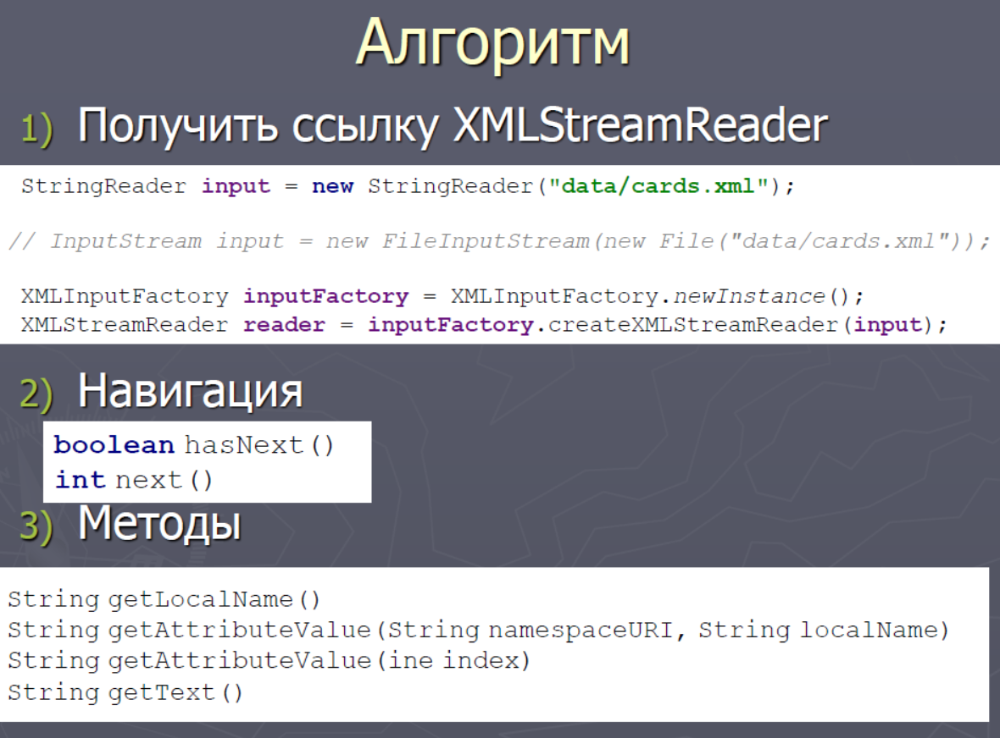 Алгоритм
1) Получить ссылку XMLStreamReader
StringReader input = new StringReader("data/cards.xml");
// InputStream input = new FileInputStream(new File("data/cards.xml"));
XMLInputFactory inputFactory = XMLInputFactory.newInstance();
XMLStreamReader reader = inputFactory.createXMLStreamReader(input);
2) Навигация
boolean hasNext()
int next()
3) Методы
String getLocalName()
String getAttributeValue(String namespaceURI, String localName)
String getAttributeValue(ine index)
String getText()